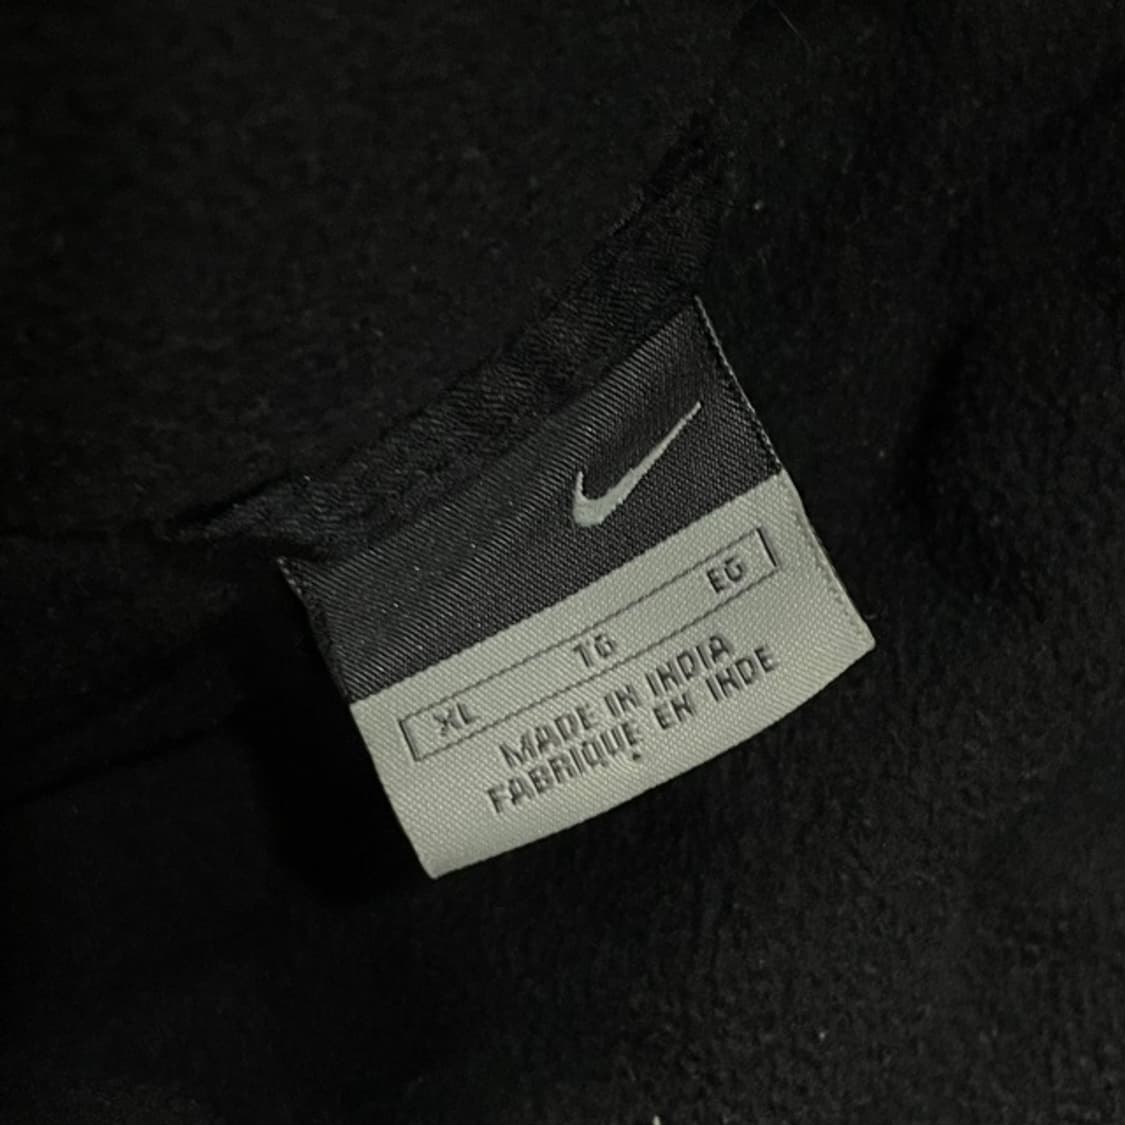 XL TG EG
MADE IN INDIA
FABRIQUE EN INDE